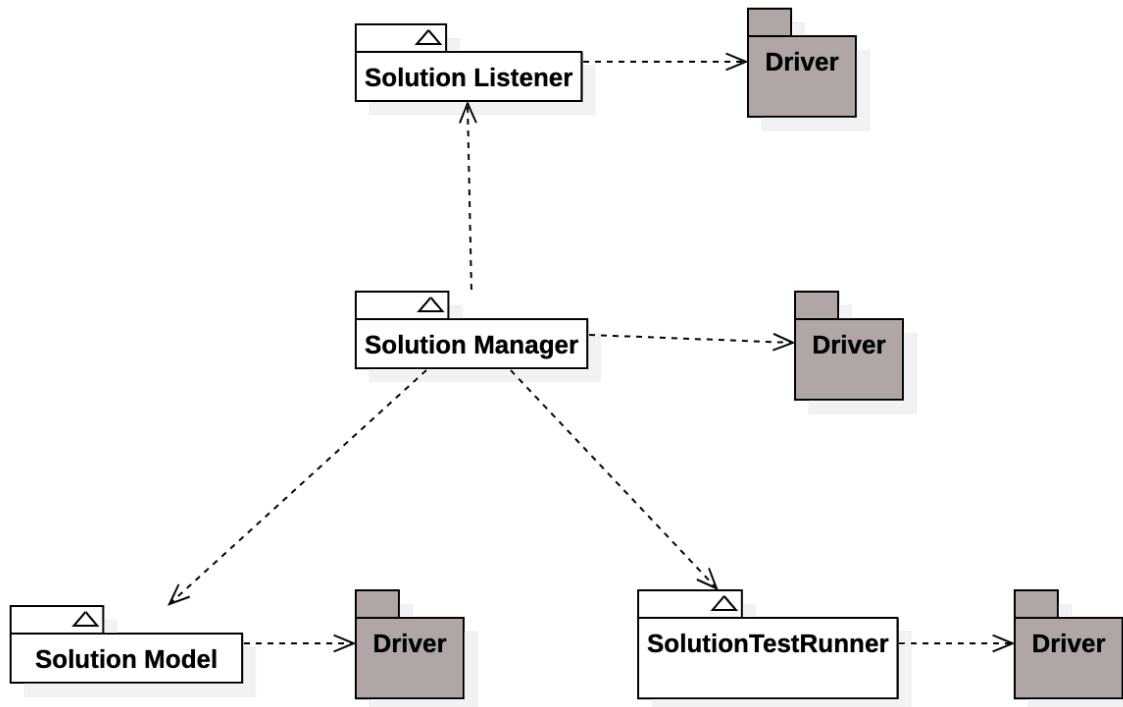 Solution Listener
Driver
Solution Manager
Driver
Solution Model
Driver
SolutionTestRunner
Driver